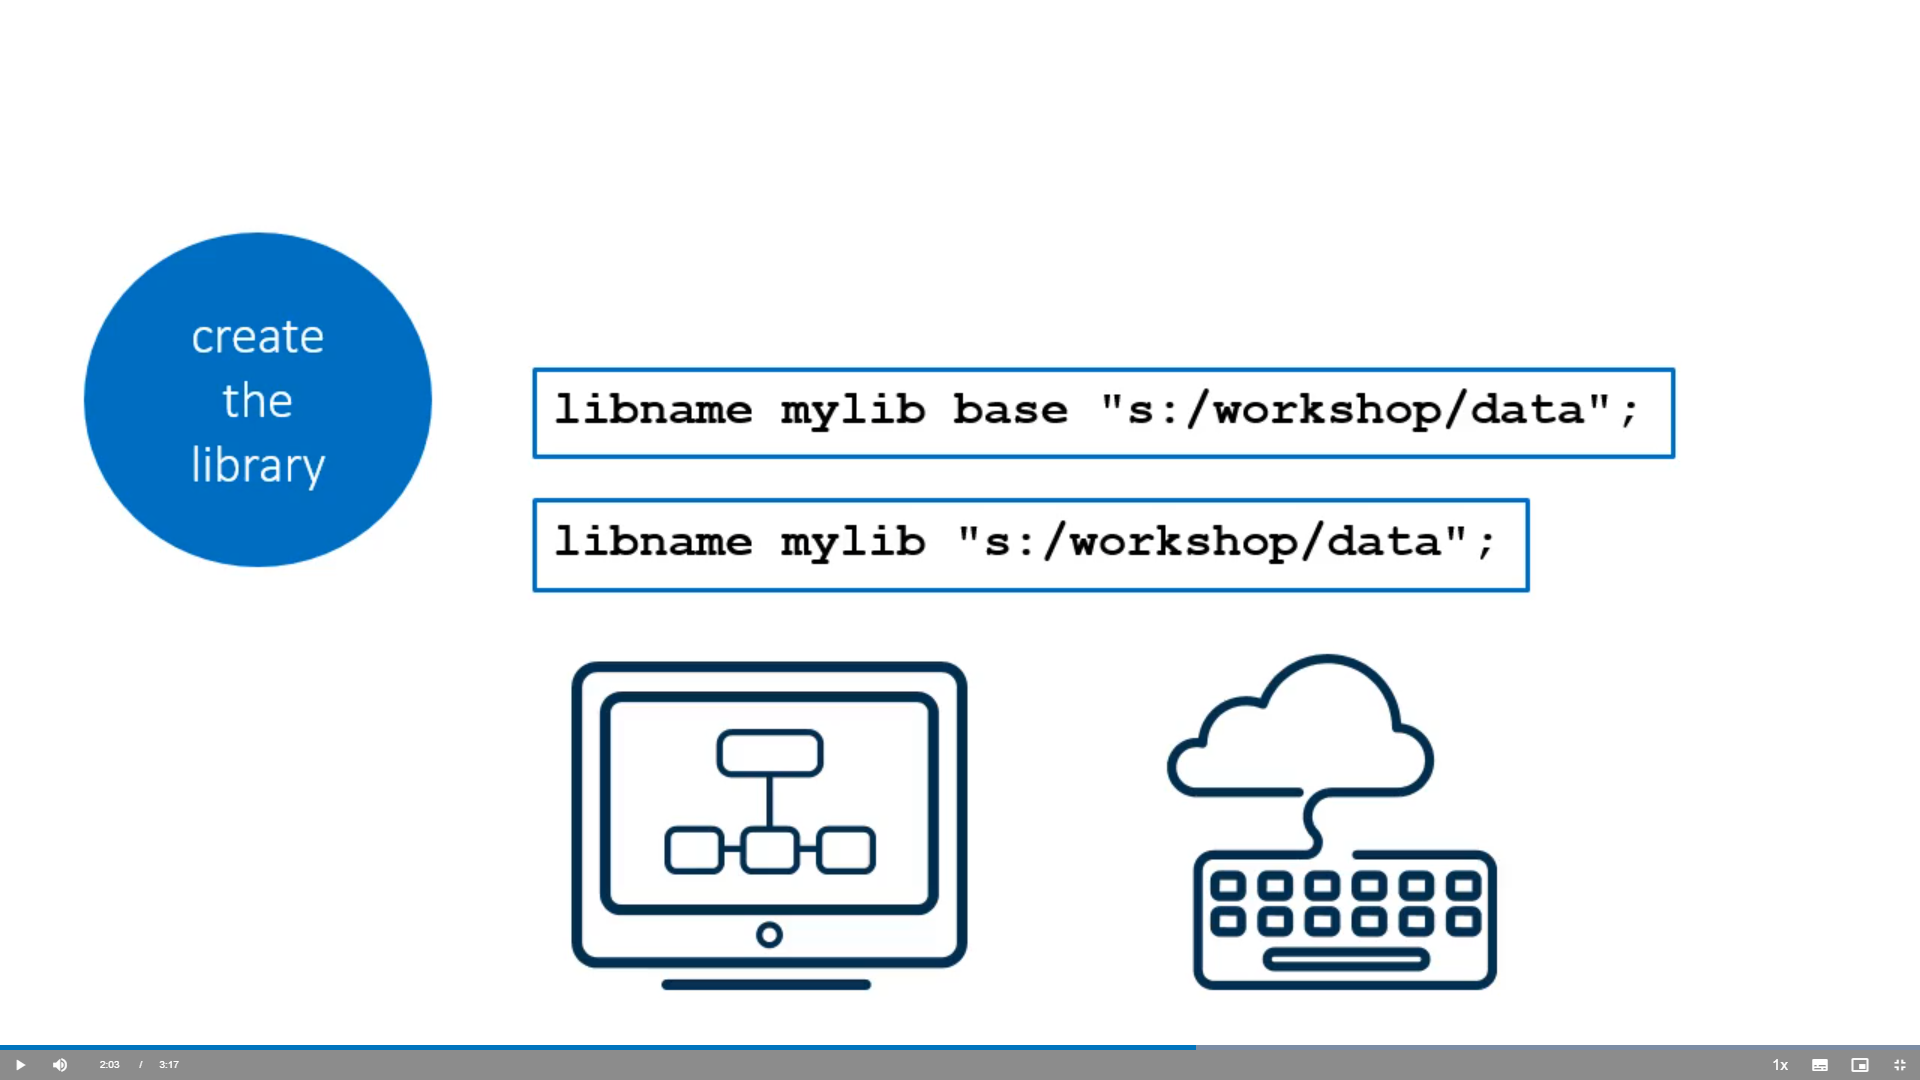 create
the
library
libname mylib base "s:/workshop/data";
libname mylib "s:/workshop/data";
2:03 / 3:17
1x